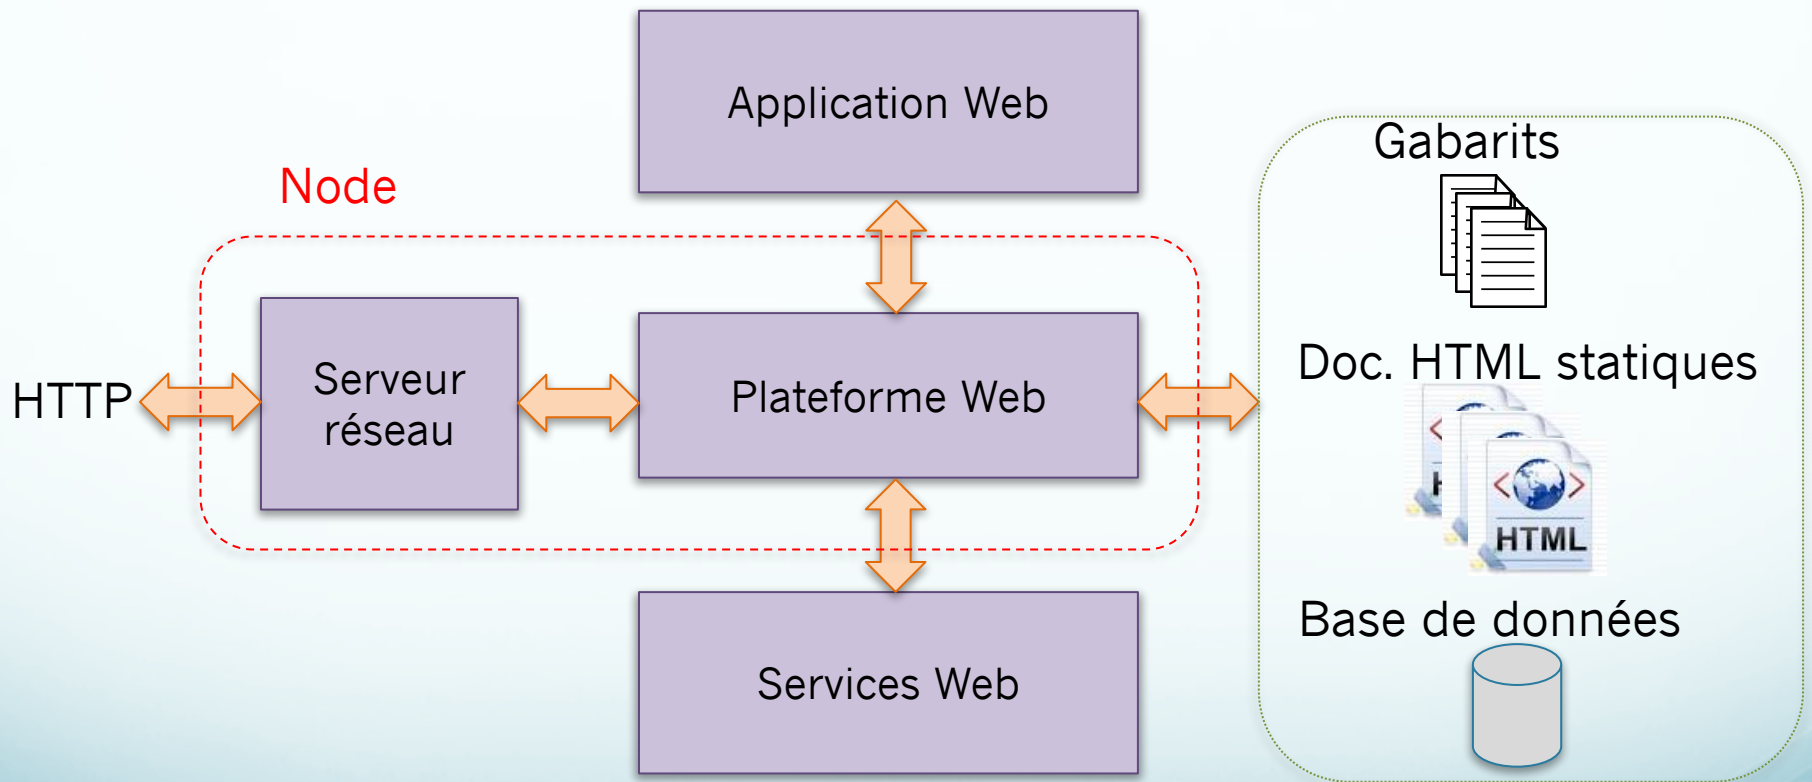 Application Web
Node
Gabarits
HTTP
Serveur
réseau
Plateforme Web
Doc. HTML statiques
HTML
Services Web
Base de données